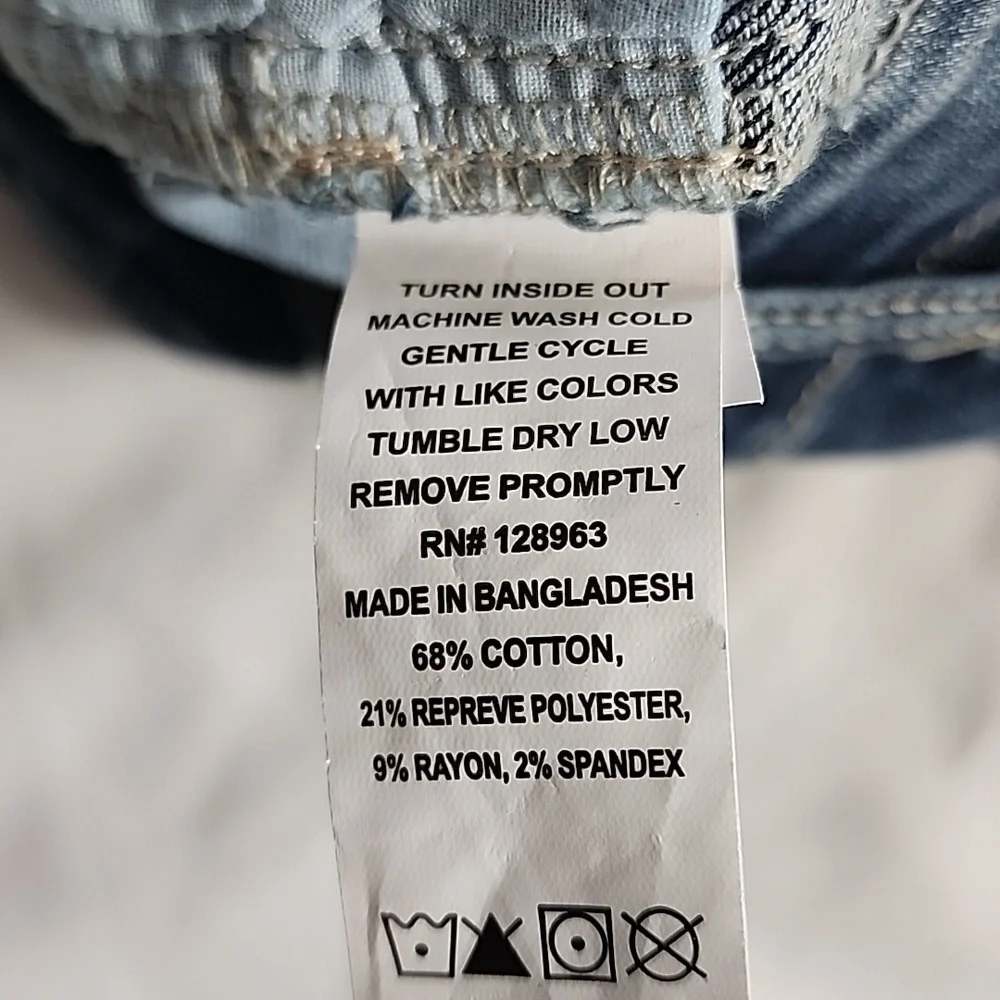 TURN INSIDE OUT
MACHINE WASH COLD
GENTLE CYCLE
WITH LIKE COLORS
TUMBLE DRY LOW
REMOVE PROMPTLY
RN# 128963
MADE IN BANGLADESH
68% COTTON,
21% REPREVE POLYESTER,
9% RAYON, 2% SPANDEX